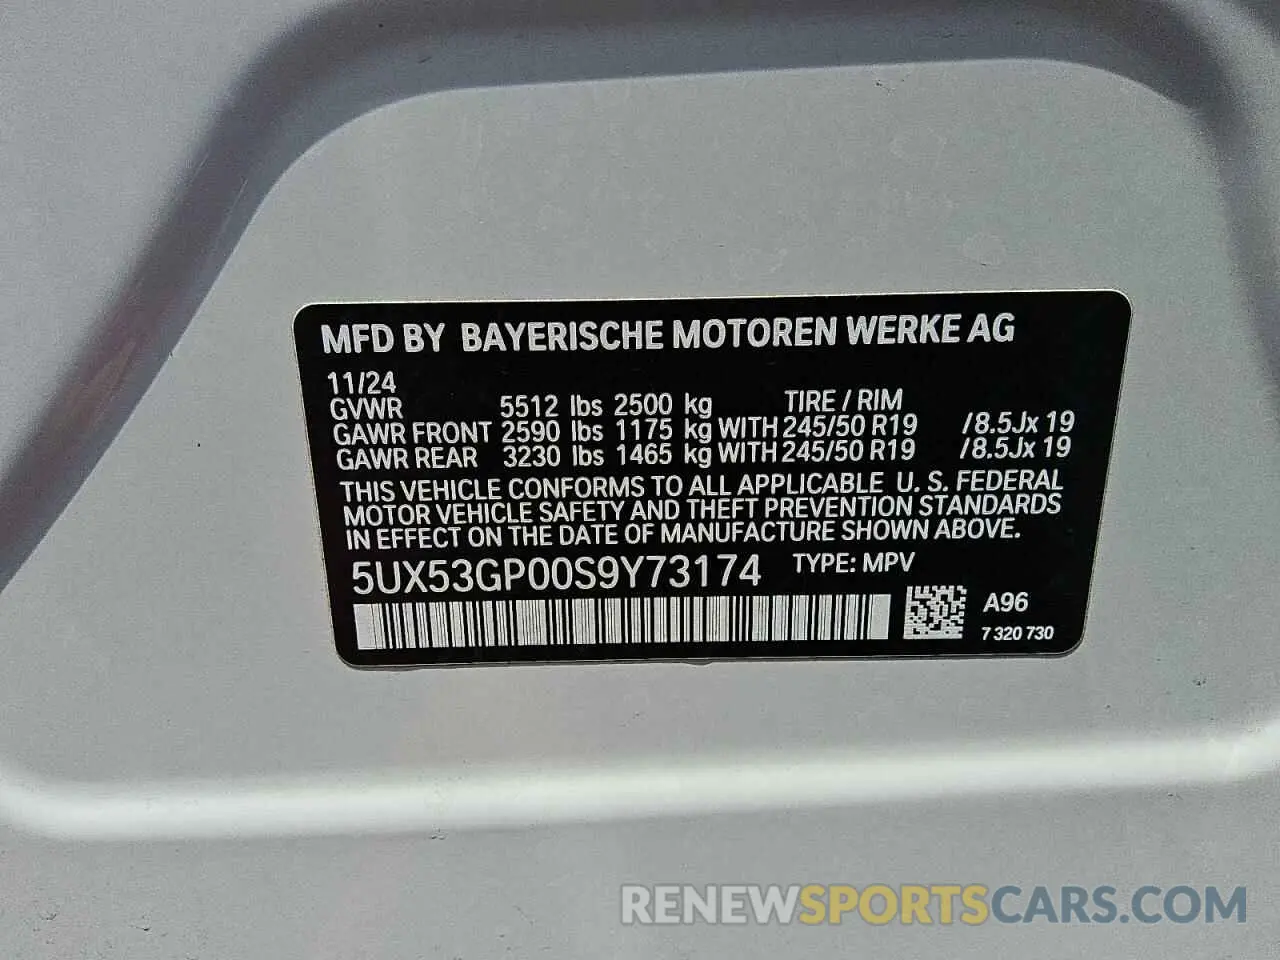 MFD BY BAYERISCHE MOTOREN WERKE AG
11/24
GVWR 5512 lbs 2500 kg TIRE / RIM
GAWR FRONT 2590 lbs 1175 kg WITH 245/50 R19 /8.5Jx 19
GAWR REAR 3230 lbs 1465 kg WITH 245/50 R19 /8.5Jx 19
THIS VEHICLE CONFORMS TO ALL APPLICABLE U. S. FEDERAL
MOTOR VEHICLE SAFETY AND THEFT PREVENTION STANDARDS
IN EFFECT ON THE DATE OF MANUFACTURE SHOWN ABOVE.
5UX53GP00S9Y73174 TYPE: MPV
A96
7 320 730
RENEWSPORTSCARS.COM